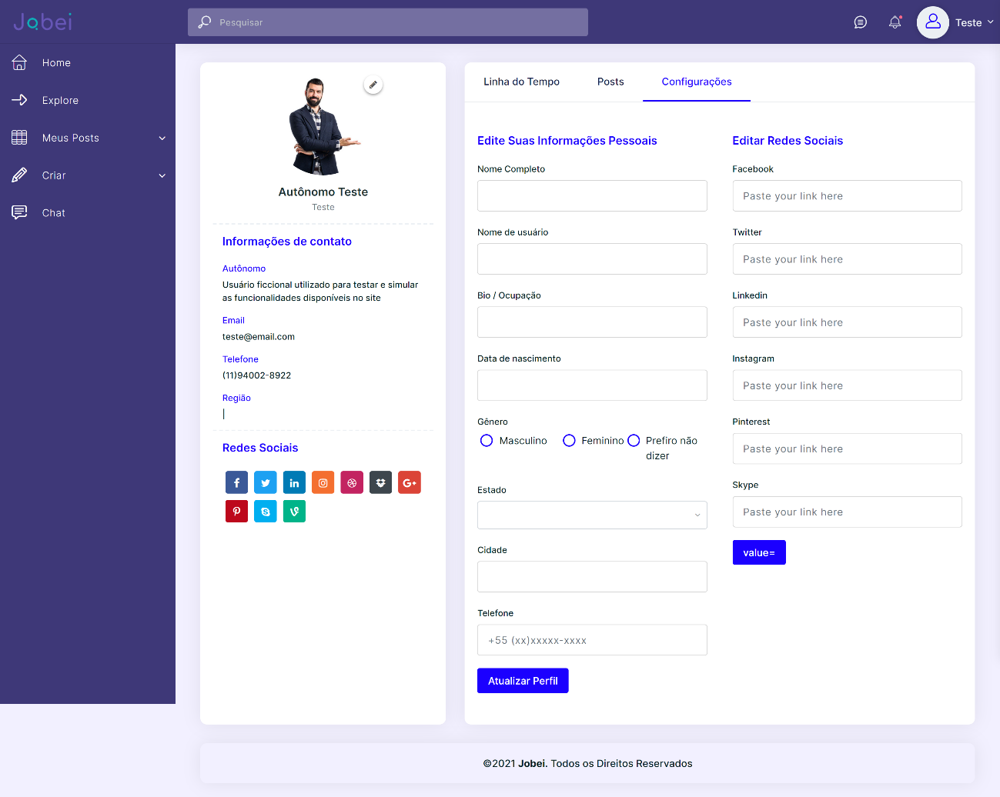 Jobei
Pesquisar
Teste
Home
Explore
Meus Posts
Criar
Chat
Autônomo Teste
Teste
Informações de contato
Autônomo
Usuário ficcional utilizado para testar e simular
as funcionalidades disponíveis no site
Email
teste@email.com
Telefone
(11)94002-8922
Região
Redes Sociais
Linha do Tempo
Posts
Configurações
Edite Suas Informações Pessoais
Nome Completo
Nome de usuário
Bio / Ocupação
Data de nascimento
Gênero
Masculino
Feminino
Prefiro não
dizer
Estado
Cidade
Telefone
+55 (xx)xxxxx-xxxx
Atualizar Perfil
Editar Redes Sociais
Facebook
Paste your link here
Twitter
Paste your link here
Linkedin
Paste your link here
Instagram
Paste your link here
Pinterest
Paste your link here
Skype
Paste your link here
value=
©2021 Jobei. Todos os Direitos Reservados